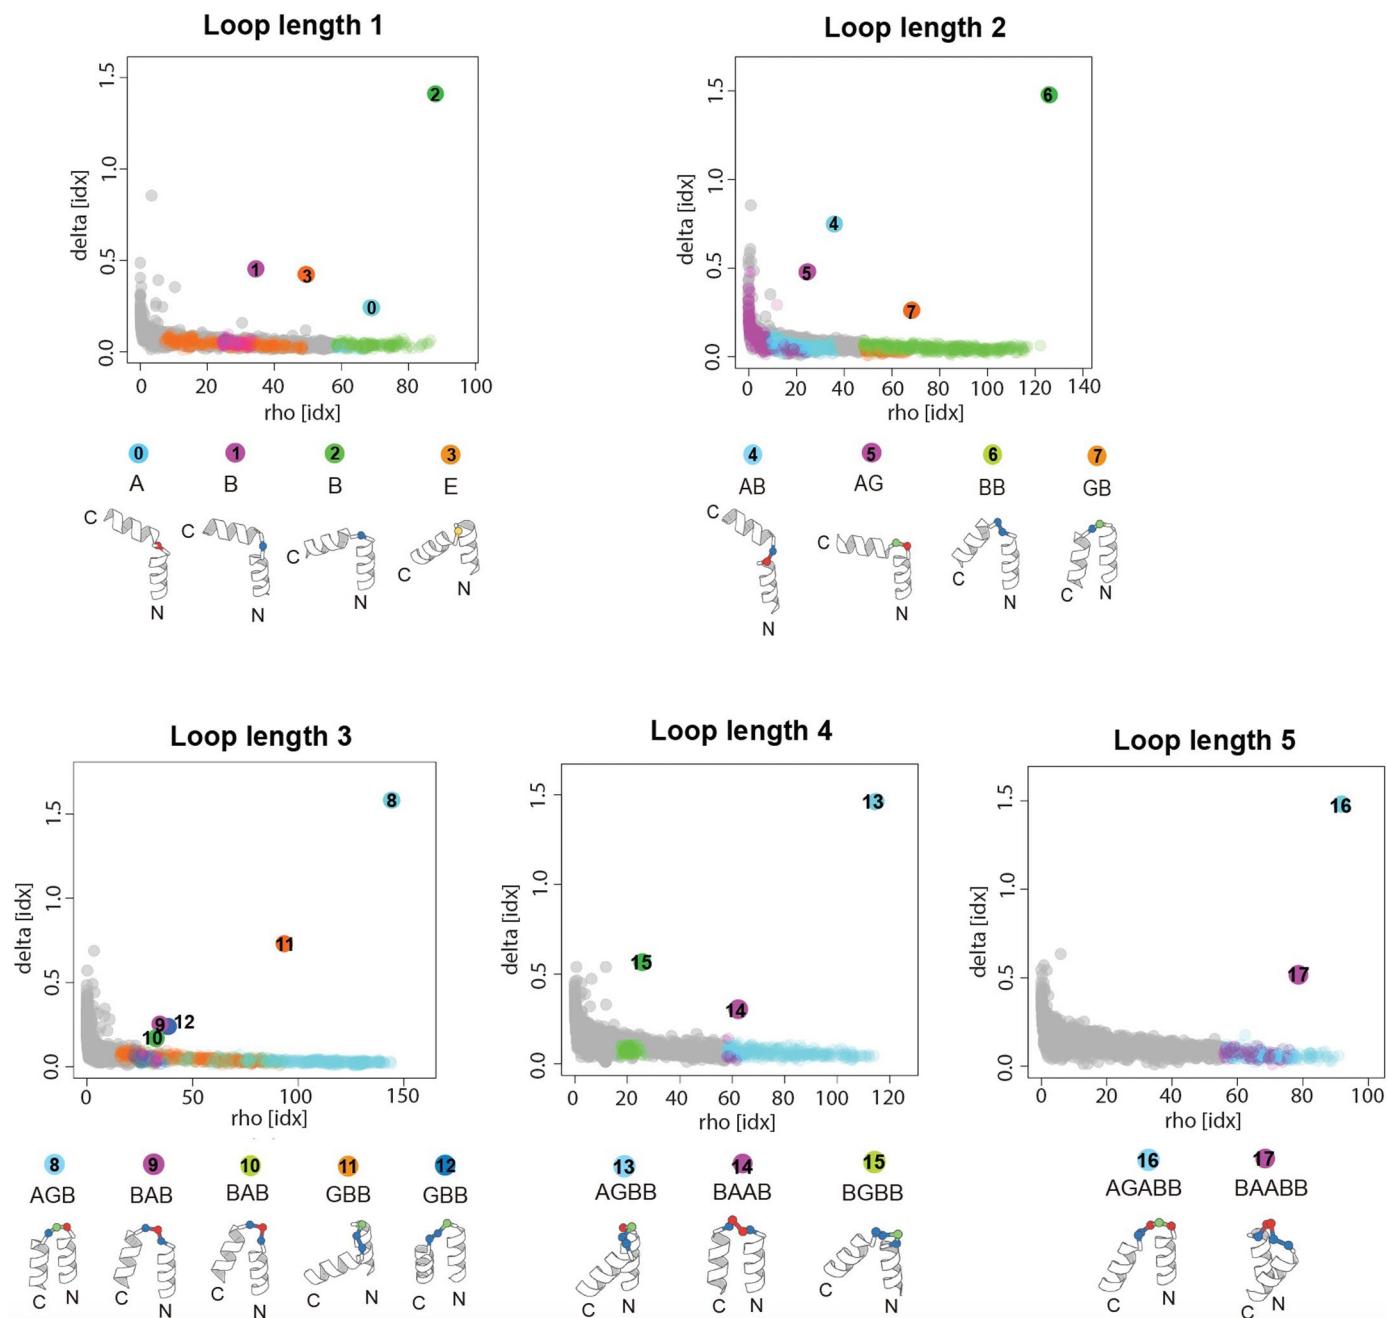 Loop length 1
Loop length 2
1.5
1.0
0.5
0.0
delta [idx]
2
1
3
0
0 20 40 60 80 100
rho [idx]
1.5
1.0
0.5
0.0
delta [idx]
6
4
5
7
0 20 40 60 80 100 120 140
rho [idx]
0 1 2 3
A B B E
C C C C
N N N N
4 5 6 7
AB AG BB GB
C C C C
N N N N
Loop length 3
Loop length 4
Loop length 5
1.5
1.0
0.5
0.0
delta [idx]
8
11
9 12
10
0 50 100 150
rho [idx]
1.5
1.0
0.5
0.0
delta [idx]
13
15
14
0 20 40 60 80 100 120
rho [idx]
1.5
1.0
0.5
0.0
delta [idx]
16
17
0 20 40 60 80 100
rho [idx]
8 9 10 11 12
AGB BAB BAB GBB GBB
C N C N C N C N C N
13 14 15
AGBB BAAB BGBB
C N C N C N
16 17
AGABB BAABB
C N C N